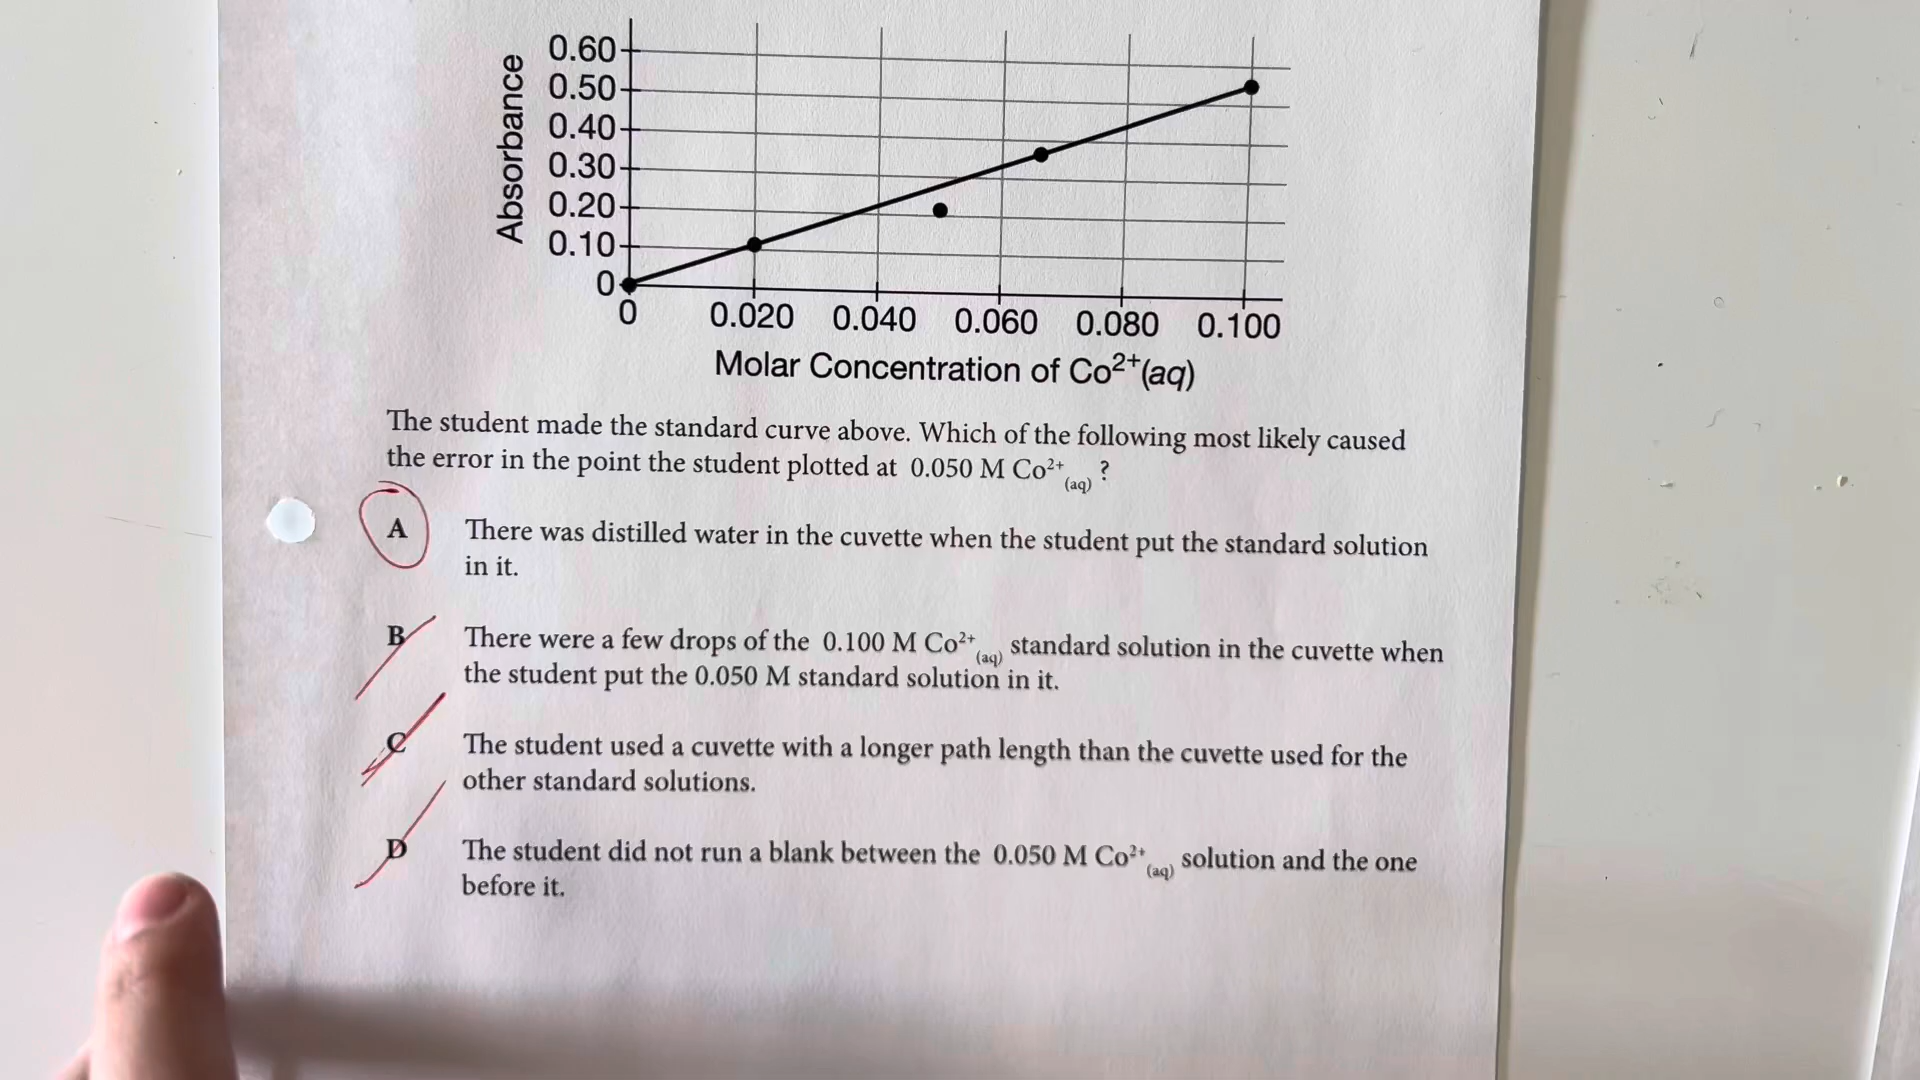 Absorbance
0.60
0.50
0.40
0.30
0.20
0.10
0
0 0.020 0.040 0.060 0.080 0.100
Molar Concentration of Co²⁺(aq)
The student made the standard curve above. Which of the following most likely caused
the error in the point the student plotted at 0.050 M Co²⁺(aq) ?
A There was distilled water in the cuvette when the student put the standard solution
in it.
B There were a few drops of the 0.100 M Co²⁺(aq) standard solution in the cuvette when
the student put the 0.050 M standard solution in it.
C The student used a cuvette with a longer path length than the cuvette used for the
other standard solutions.
D The student did not run a blank between the 0.050 M Co²⁺(aq) solution and the one
before it.